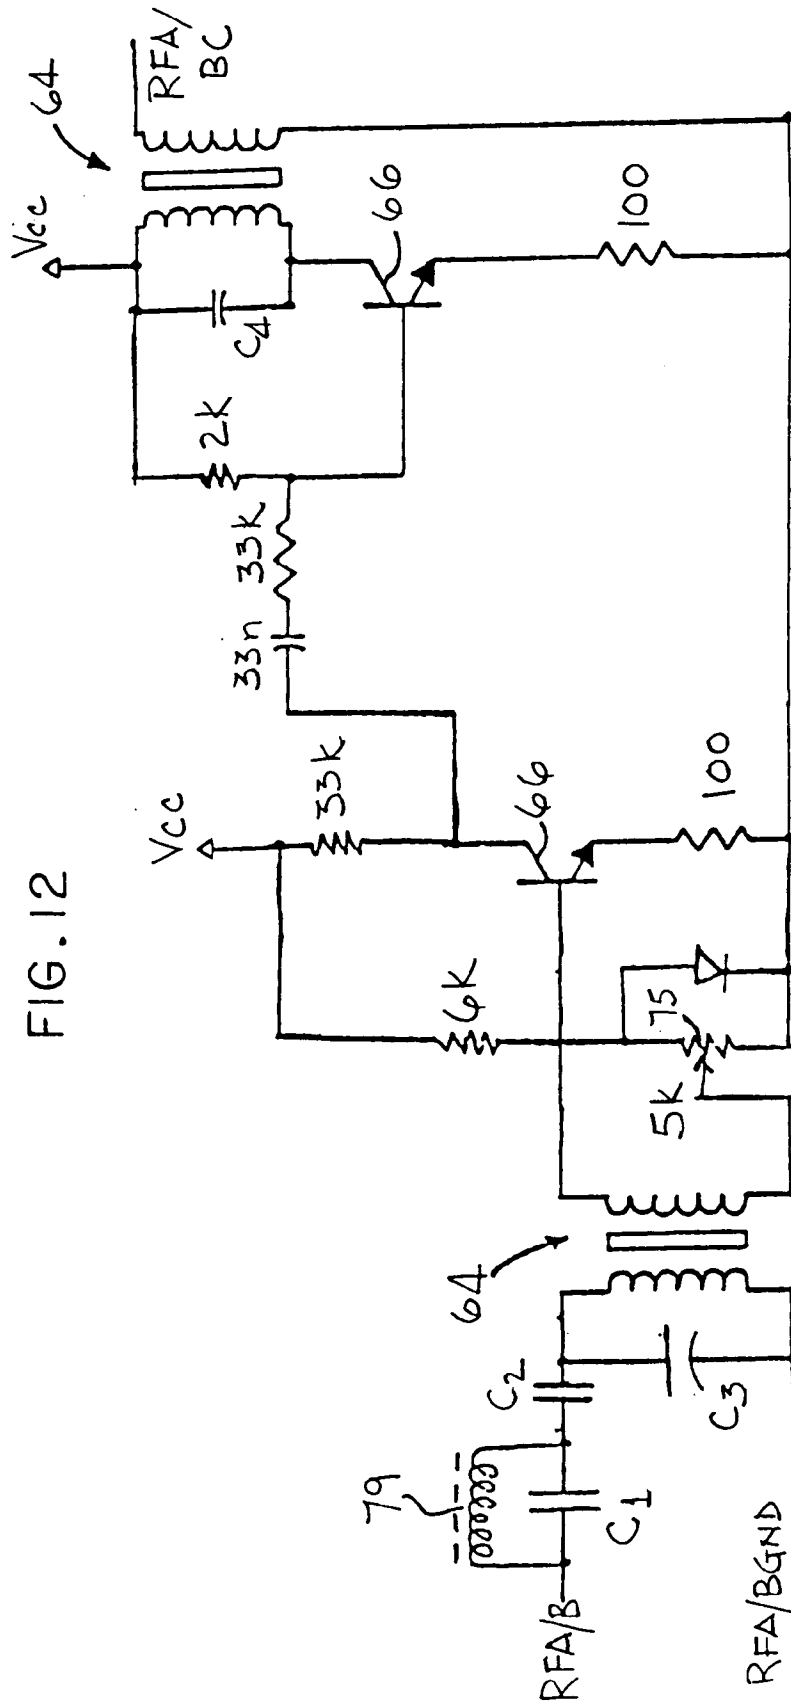 FIG.12
Vcc
64
RFA/
BC
C4
66
2K
33K
33n
100
Vcc
33K
66
100
6K
75
5K
64
79
C2
C1
C3
RFA/B
RFA/BGND